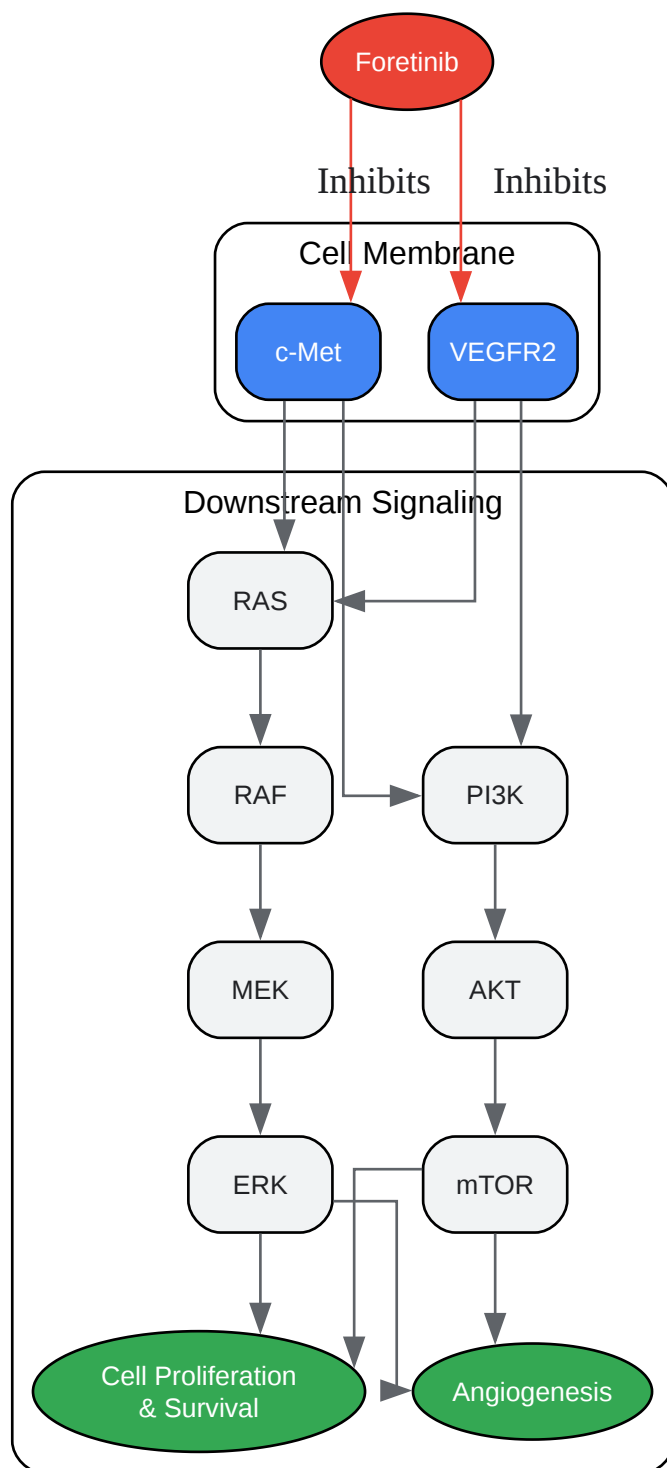 Foretinib
Inhibits
Inhibits
Cell Membrane
c-Met
VEGFR2
Downstream Signaling
RAS
RAF
PI3K
MEK
AKT
ERK
mTOR
Cell Proliferation
& Survival
Angiogenesis